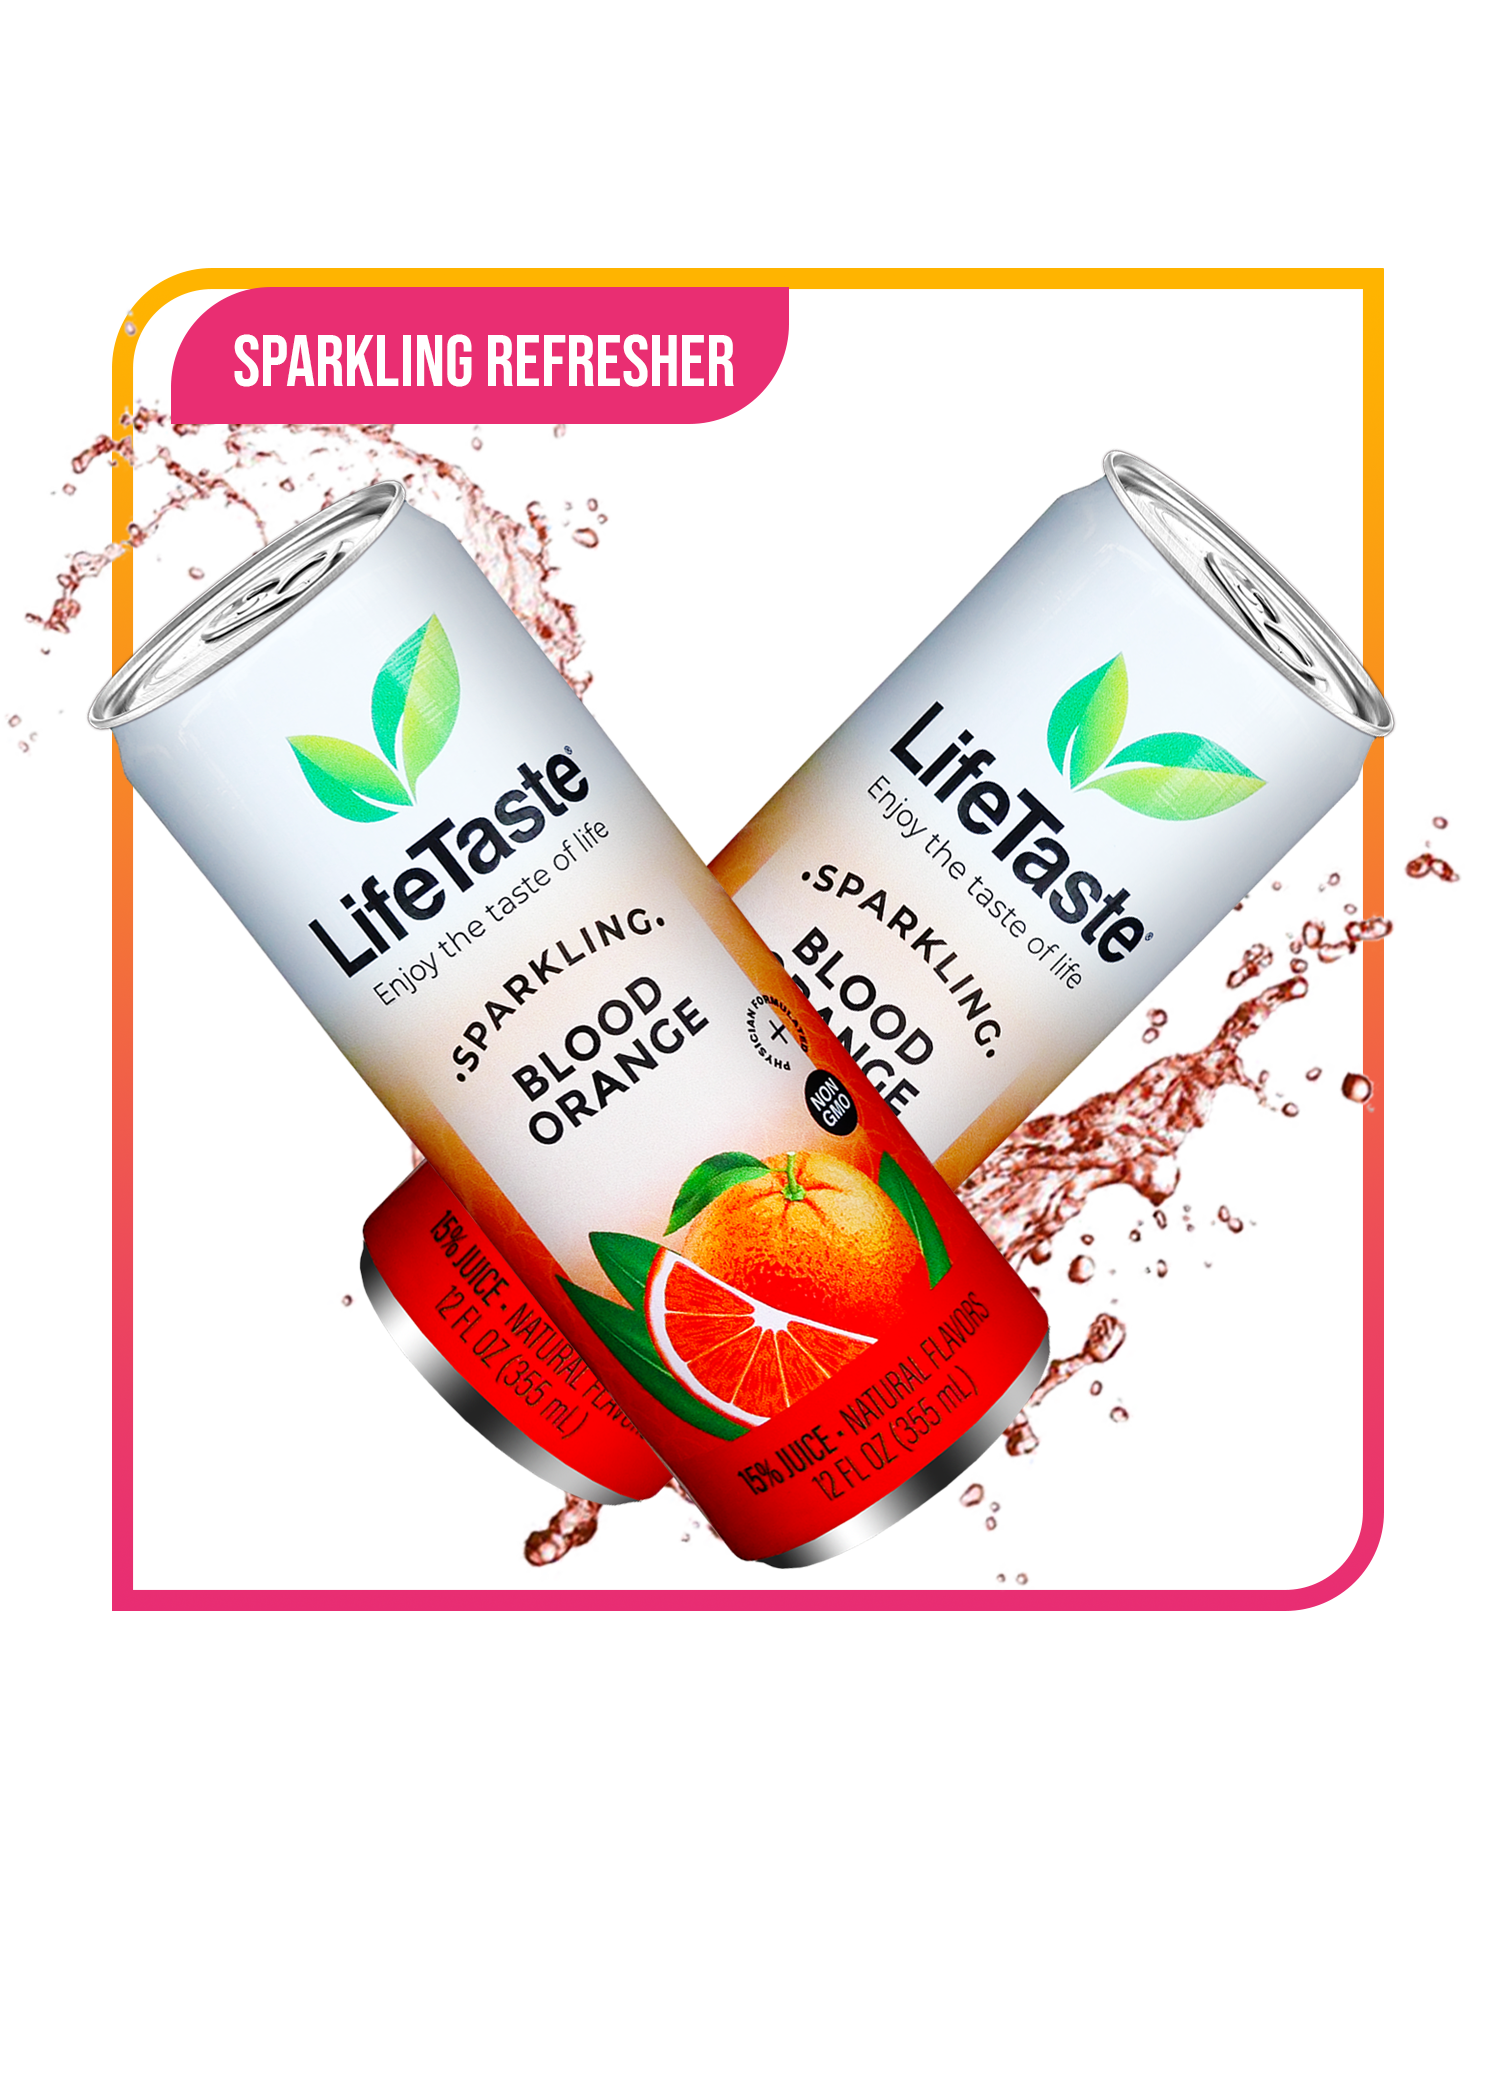 SPARKLING REFRESHER
LifeTaste®
Enjoy the taste of life
.SPARKLING.
BLOOD
ORANGE
PHYSICIAN FORMULATED
NON
GMO
15% JUICE • NATURAL FLAVORS
12 FL OZ (355 mL)
LifeTaste®
Enjoy the taste of life
.SPARKLING.
BLOOD
ANGE
15% JUICE • NATURAL FLAVOR
12 FL OZ (355 mL)